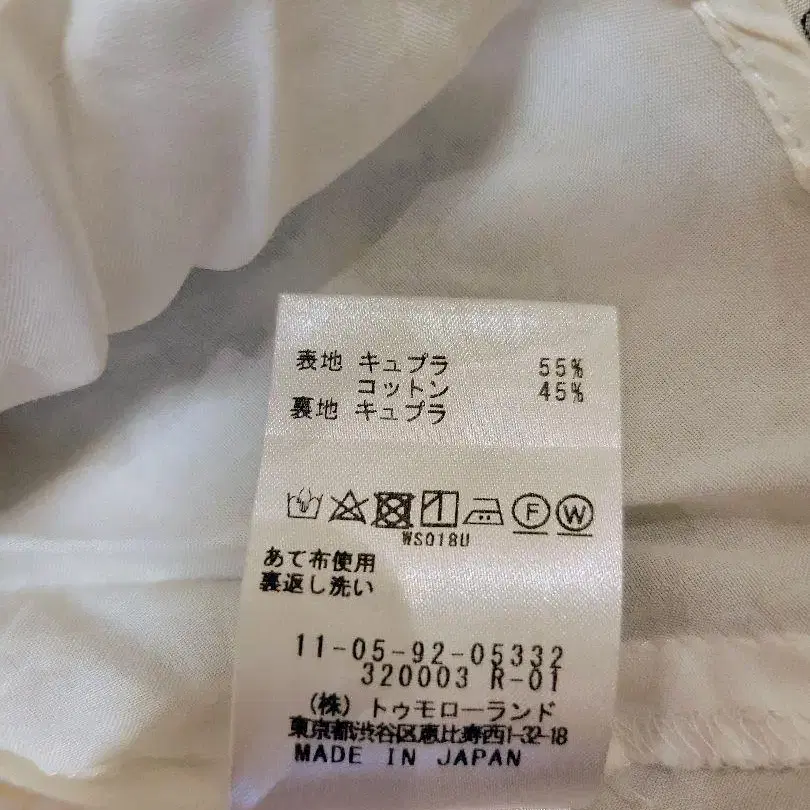 表地 キュプラ 55%
コットン 45%
裏地 キュプラ
F W
WS018U
あて布使用
裏返し洗い
11-05-92-05332
320003 R-01
(株) トゥモローランド
東京都渋谷区恵比寿西1-32-18
MADE IN JAPAN